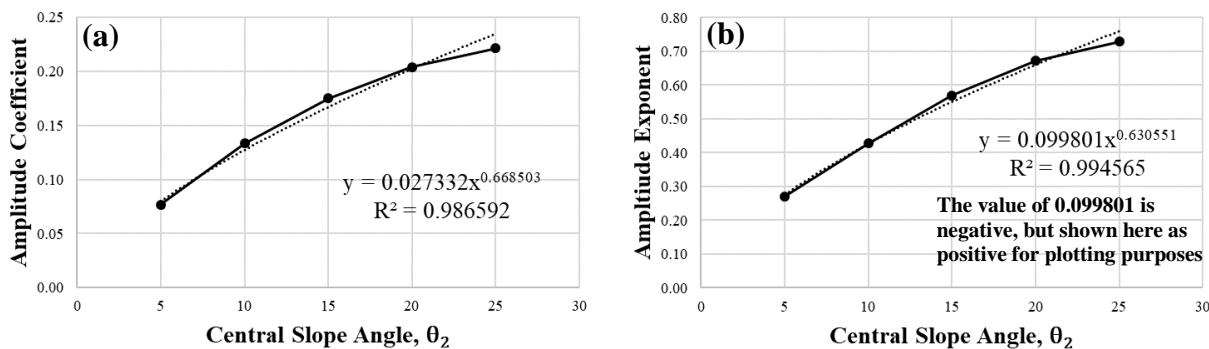 (a)
Amplitude Coefficient
0.25
0.20
0.15
0.10
0.05
0.00
y = 0.027332x^0.668503
R² = 0.986592
0 5 10 15 20 25 30
Central Slope Angle, θ₂
(b)
Ampltiude Exponent
0.80
0.70
0.60
0.50
0.40
0.30
0.20
0.10
0.00
y = 0.099801x^0.630551
R² = 0.994565
The value of 0.099801 is
negative, but shown here as
positive for plotting purposes
0 5 10 15 20 25 30
Central Slope Angle, θ₂